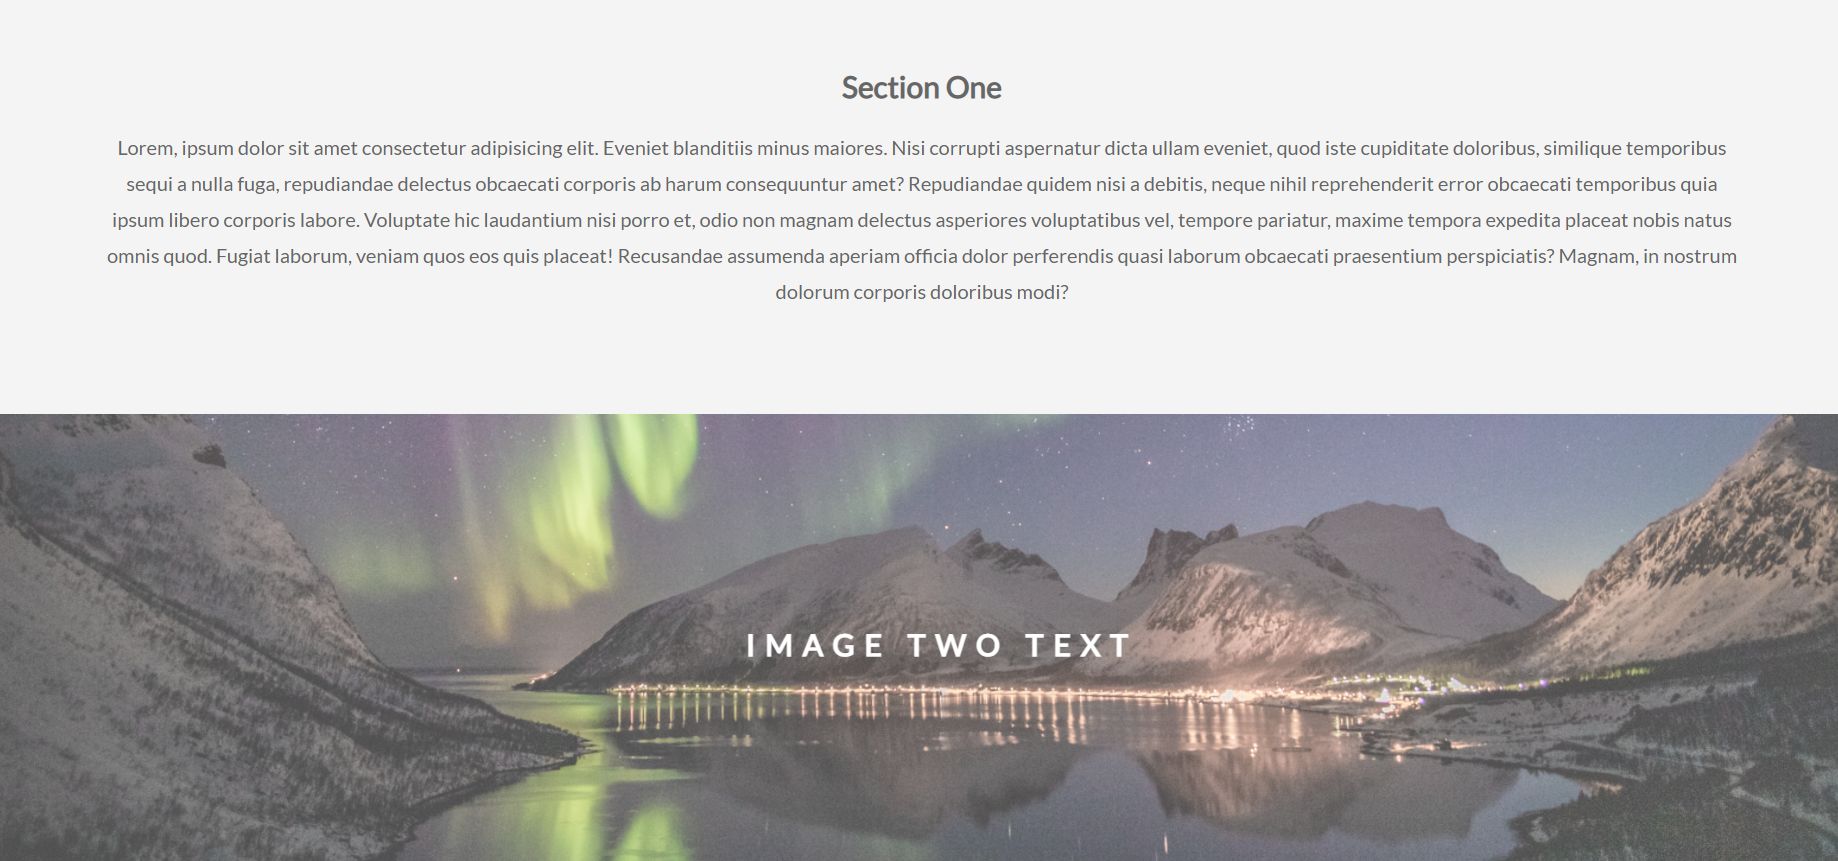 Section One
Lorem, ipsum dolor sit amet consectetur adipisicing elit. Eveniet blanditiis minus maiores. Nisi corrupti aspernatur dicta ullam eveniet, quod iste cupiditate doloribus, similique temporibus
sequi a nulla fuga, repudiandae delectus obcaecati corporis ab harum consequuntur amet? Repudiandae quidem nisi a debitis, neque nihil reprehenderit error obcaecati temporibus quia
ipsum libero corporis labore. Voluptate hic laudantium nisi porro et, odio non magnam delectus asperiores voluptatibus vel, tempore pariatur, maxime tempora expedita placeat nobis natus
omnis quod. Fugiat laborum, veniam quos eos quis placeat! Recusandae assumenda aperiam officia dolor perferendis quasi laborum obcaecati praesentium perspiciatis? Magnam, in nostrum
dolorum corporis doloribus modi?
IMAGE TWO TEXT